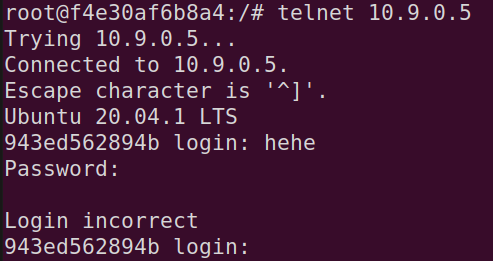 root@f4e30af6b8a4:/# telnet 10.9.0.5
Trying 10.9.0.5...
Connected to 10.9.0.5.
Escape character is '^]'.
Ubuntu 20.04.1 LTS
943ed562894b login: hehe
Password:
Login incorrect
943ed562894b login: